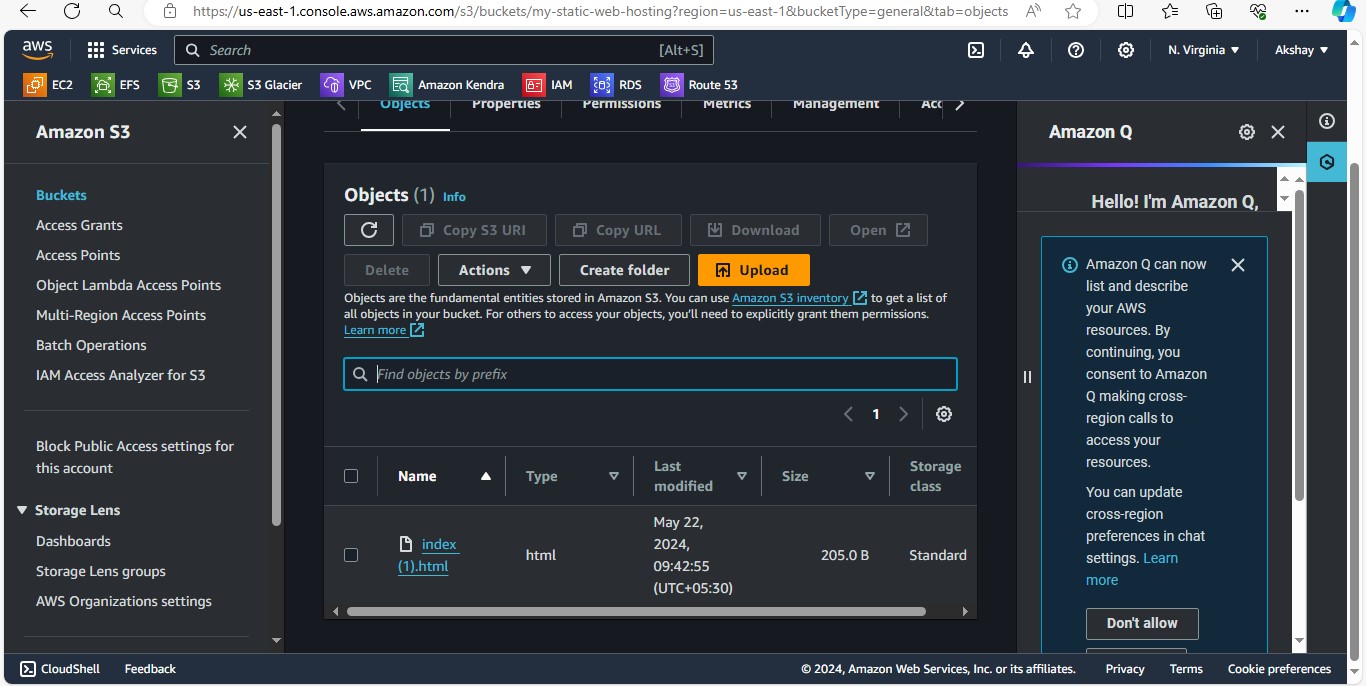 https://us-east-1.console.aws.amazon.com/s3/buckets/my-static-web-hosting?region=us-east-1&bucketType=general&tab=objects
aws
Services
Search
[Alt+S]
N. Virginia
Akshay
EC2
EFS
S3
S3 Glacier
VPC
Amazon Kendra
IAM
RDS
Route 53
Amazon S3
Buckets
Access Grants
Access Points
Object Lambda Access Points
Multi-Region Access Points
Batch Operations
IAM Access Analyzer for S3
Block Public Access settings for
this account
Storage Lens
Dashboards
Storage Lens groups
AWS Organizations settings
Objects
Properties
Permissions
Metrics
Management
Acc
Objects (1) Info
Copy S3 URI
Copy URL
Download
Open
Delete
Actions
Create folder
Upload
Objects are the fundamental entities stored in Amazon S3. You can use Amazon S3 inventory to get a list of
all objects in your bucket. For others to access your objects, you'll need to explicitly grant them permissions.
Learn more
Find objects by prefix
1
Name
Type
Last
modified
Size
Storage
class
index
(1).html
html
May 22,
2024,
09:42:55
(UTC+05:30)
205.0 B
Standard
Amazon Q
Hello! I'm Amazon Q,
Amazon Q can now
list and describe
your AWS
resources. By
continuing, you
consent to Amazon
Q making cross-
region calls to
access your
resources.
You can update
cross-region
preferences in chat
settings. Learn
more
Don't allow
CloudShell
Feedback
© 2024, Amazon Web Services, Inc. or its affiliates.
Privacy
Terms
Cookie preferences